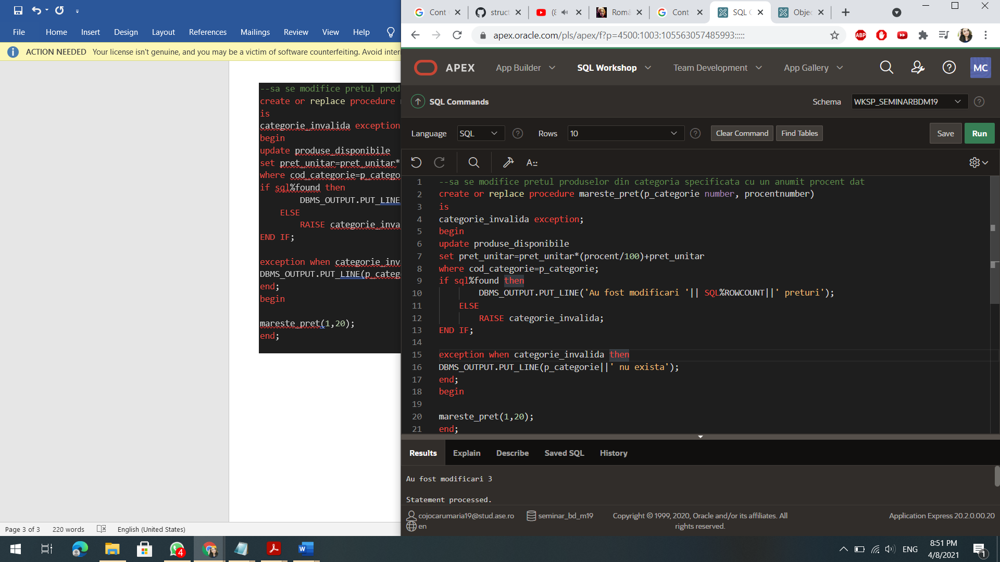 File Home Insert Design Layout References Mailings Review View Help
ACTION NEEDED Your license isn't genuine, and you may be a victim of software counterfeiting. Avoid inter
--sa se modifice pretul prod
create or replace procedure
is
categorie_invalida exception
begin
update produse_disponibile
set pret_unitar=pret_unitar*
where cod_categorie=p_catego
if sql%found then
DBMS_OUTPUT.PUT_LINE
ELSE
RAISE categorie_inva
END IF;
exception when categorie_inv
DBMS_OUTPUT.PUT_LINE(p_categ
end;
begin
mareste_pret(1,20);
end;
Page 3 of 3 220 words English (United States)
Cont struct (8 Româ Cont SQL C Objec
apex.oracle.com/pls/apex/f?p=4500:1003:105563057485993:::::
ABP
APEX App Builder SQL Workshop Team Development App Gallery MC
SQL Commands Schema WKSP_SEMINARBDM19
Language SQL Rows 10 Clear Command Find Tables Save Run
A
1 --sa se modifice pretul produselor din categoria specificata cu un anumit procent dat
2 create or replace procedure mareste_pret(p_categorie number, procentnumber)
3 is
4 categorie_invalida exception;
5 begin
6 update produse_disponibile
7 set pret_unitar=pret_unitar*(procent/100)+pret_unitar
8 where cod_categorie=p_categorie;
9 if sql%found then
10 DBMS_OUTPUT.PUT_LINE('Au fost modificari '|| SQL%ROWCOUNT||' preturi');
11 ELSE
12 RAISE categorie_invalida;
13 END IF;
14
15 exception when categorie_invalida then
16 DBMS_OUTPUT.PUT_LINE(p_categorie||' nu exista');
17 end;
18 begin
19
20 mareste_pret(1,20);
21 end;
Results Explain Describe Saved SQL History
Au fost modificari 3
Statement processed.
cojocarumaria19@stud.ase.ro seminar_bd_m19 Copyright © 1999, 2020, Oracle and/or its affiliates. All rights reserved. Application Express 20.2.0.00.20
en
4
ENG
8:51 PM
4/8/2021
1